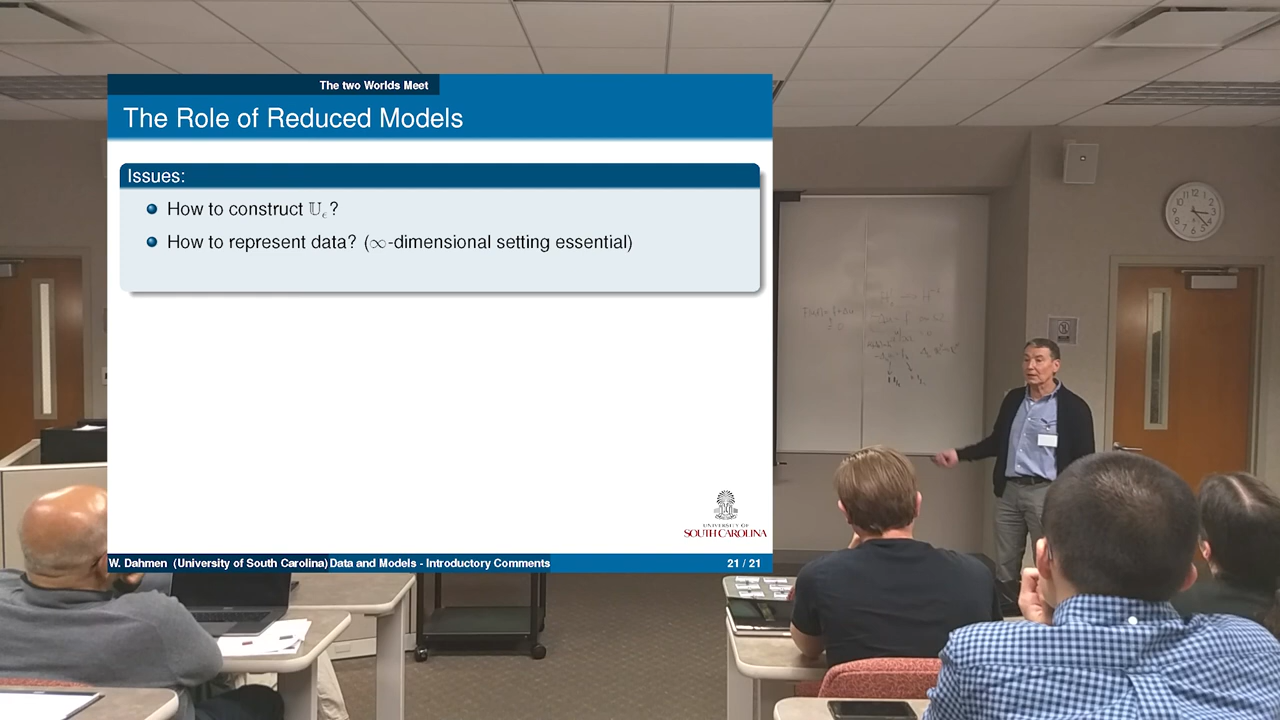 The two Worlds Meet
The Role of Reduced Models
Issues:
How to construct 𝕌ϵ?
How to represent data? (∞-dimensional setting essential)
UNIVERSITY OF
SOUTH CAROLINA
W. Dahmen (University of South Carolina) Data and Models - Introductory Comments
21 / 21